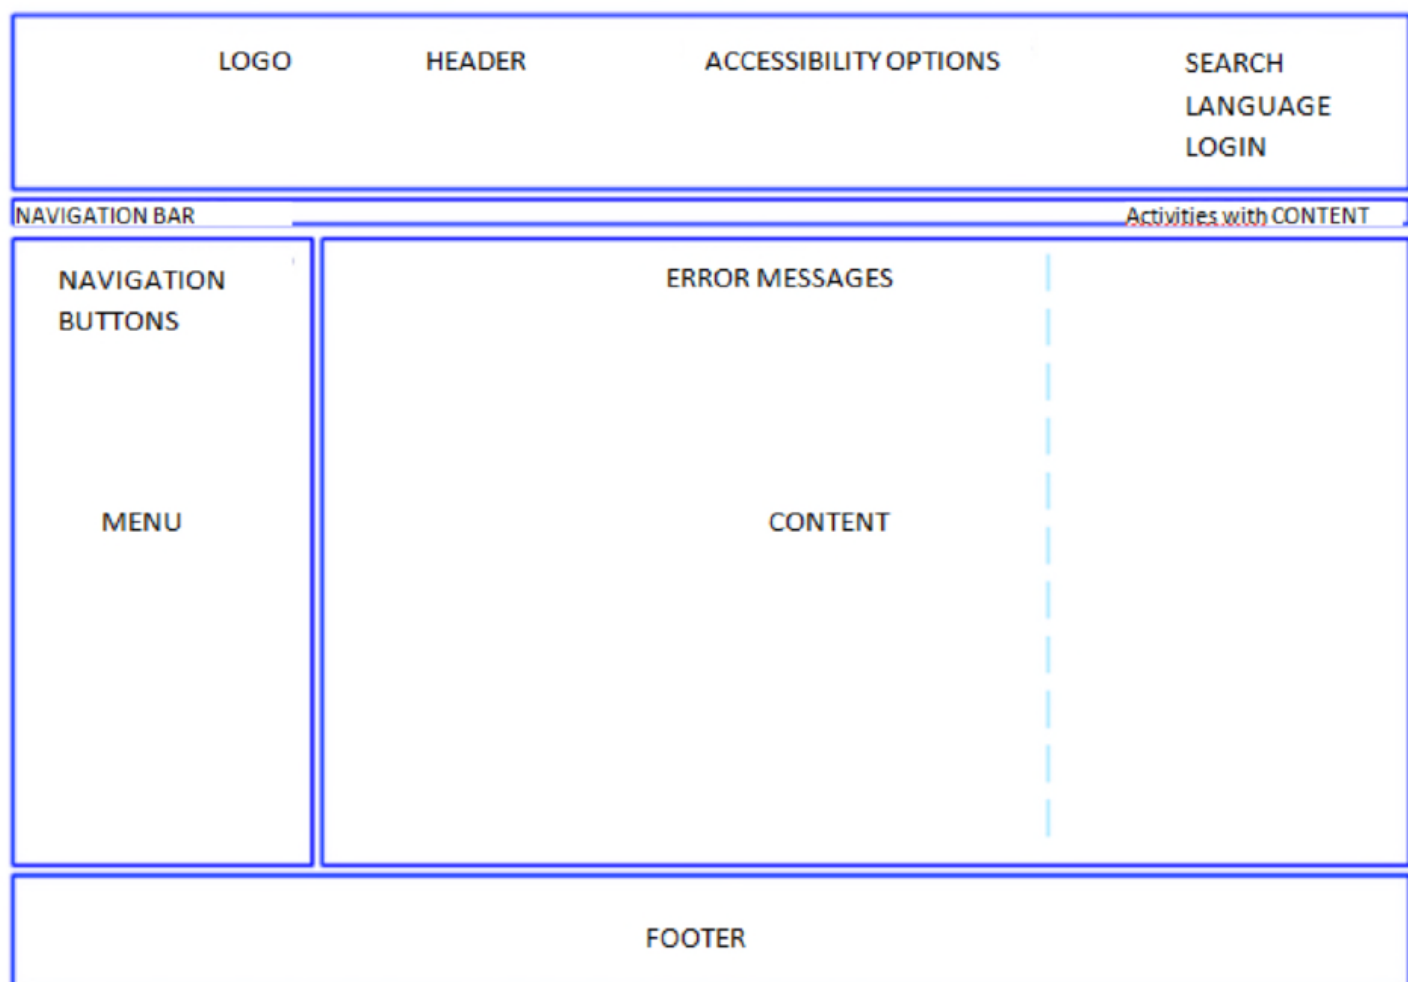 LOGO
HEADER
ACCESSIBILITY OPTIONS
SEARCH
LANGUAGE
LOGIN
NAVIGATION BAR
Activities with CONTENT
NAVIGATION
BUTTONS
MENU
ERROR MESSAGES
CONTENT
FOOTER